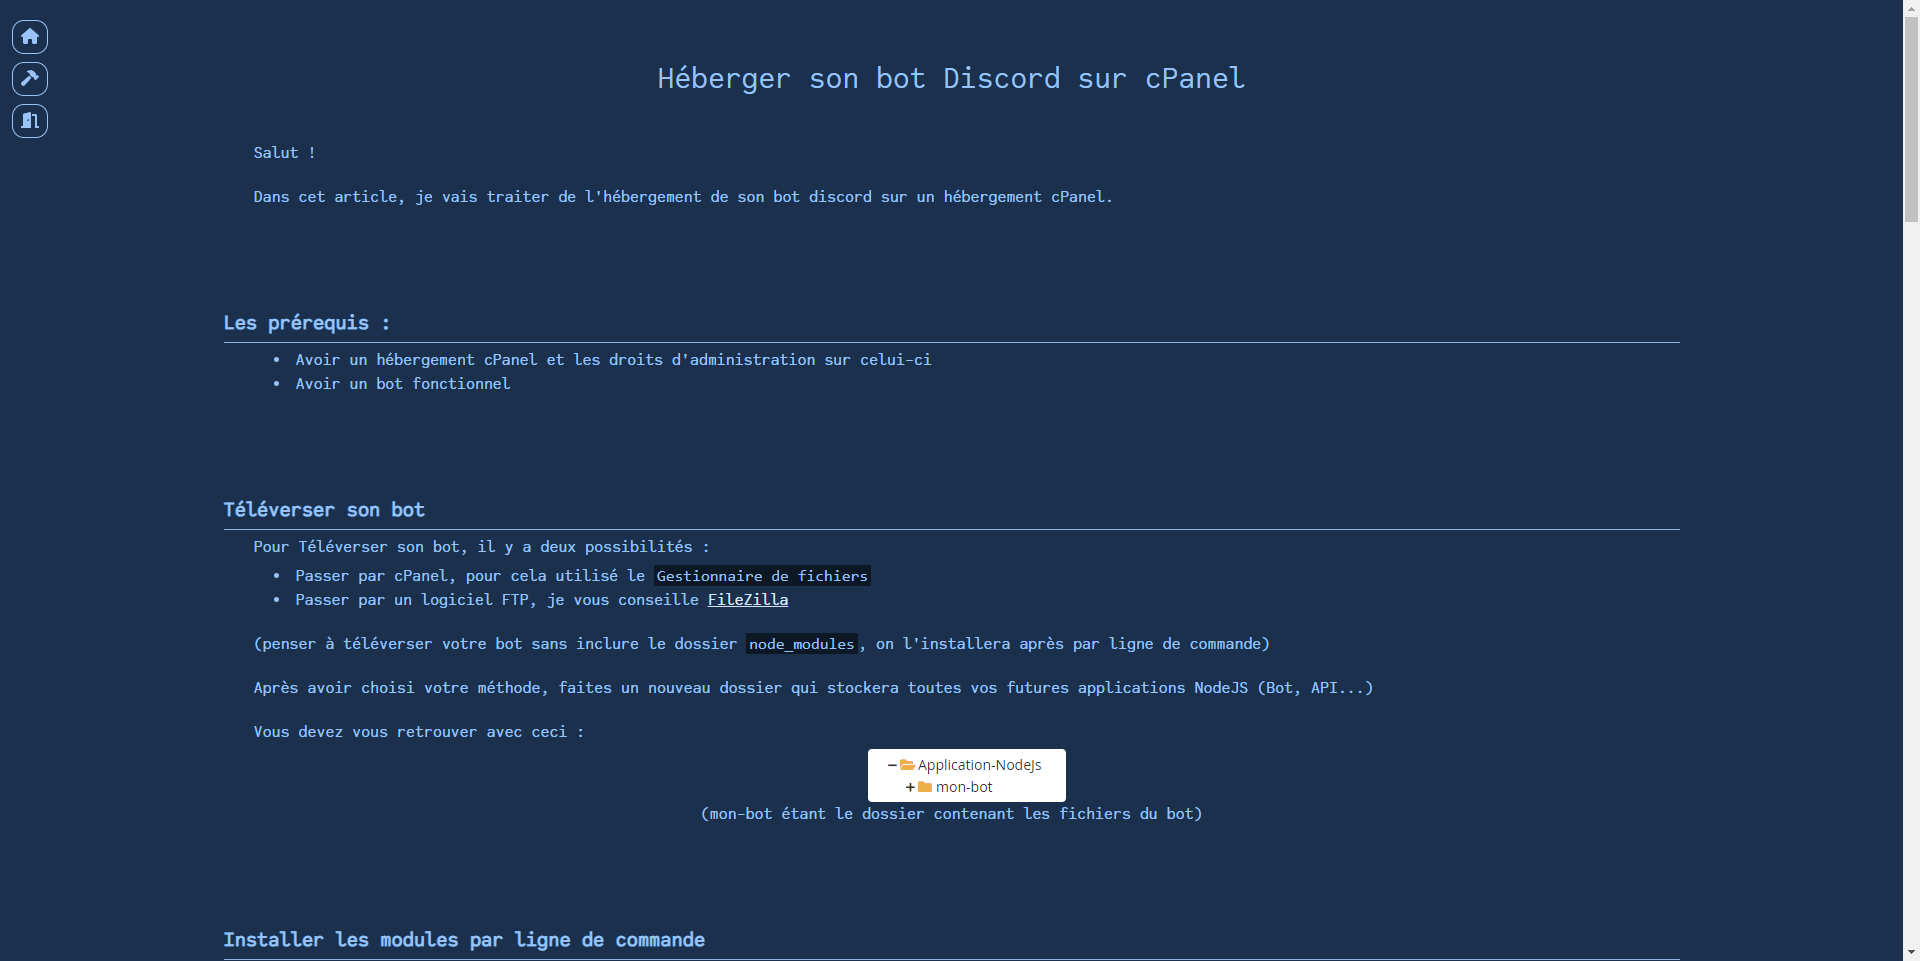 Héberger son bot Discord sur cPanel
Salut !
Dans cet article, je vais traiter de l'hébergement de son bot discord sur un hébergement cPanel.
Les prérequis :
• Avoir un hébergement cPanel et les droits d'administration sur celui-ci
• Avoir un bot fonctionnel
Téléverser son bot
Pour Téléverser son bot, il y a deux possibilités :
• Passer par cPanel, pour cela utilisé le Gestionnaire de fichiers
• Passer par un logiciel FTP, je vous conseille FileZilla
(penser à téléverser votre bot sans inclure le dossier node_modules, on l'installera après par ligne de commande)
Après avoir choisi votre méthode, faites un nouveau dossier qui stockera toutes vos futures applications NodeJS (Bot, API...)
Vous devez vous retrouver avec ceci :
Application-NodeJs
mon-bot
(mon-bot étant le dossier contenant les fichiers du bot)
Installer les modules par ligne de commande